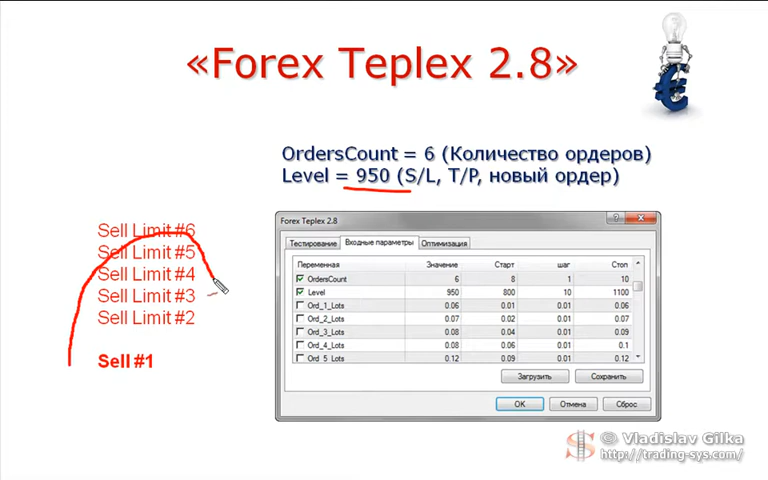 «Forex Teplex 2.8»
OrdersCount = 6 (Количество ордеров)
Level = 950 (S/L, T/P, новый ордер)
Sell Limit #6
Sell Limit #5
Sell Limit #4
Sell Limit #3
Sell Limit #2
Sell #1
Forex Teplex 2.8
Тестирование Входные параметры Оптимизация
Переменная Значение Старт шаг Стоп
OrdersCount 6 8 1 10
Level 950 800 10 1100
Ord_1_Lots 0.06 0.01 0.01 0.06
Ord_2_Lots 0.07 0.02 0.01 0.07
Ord_3_Lots 0.08 0.04 0.01 0.09
Ord_4_Lots 0.08 0.06 0.01 0.1
Ord_5_Lots 0.12 0.09 0.01 0.12
Загрузить Сохранить
OK Отмена Сброс
© Vladislav Gilka
http://trading-sys.com/